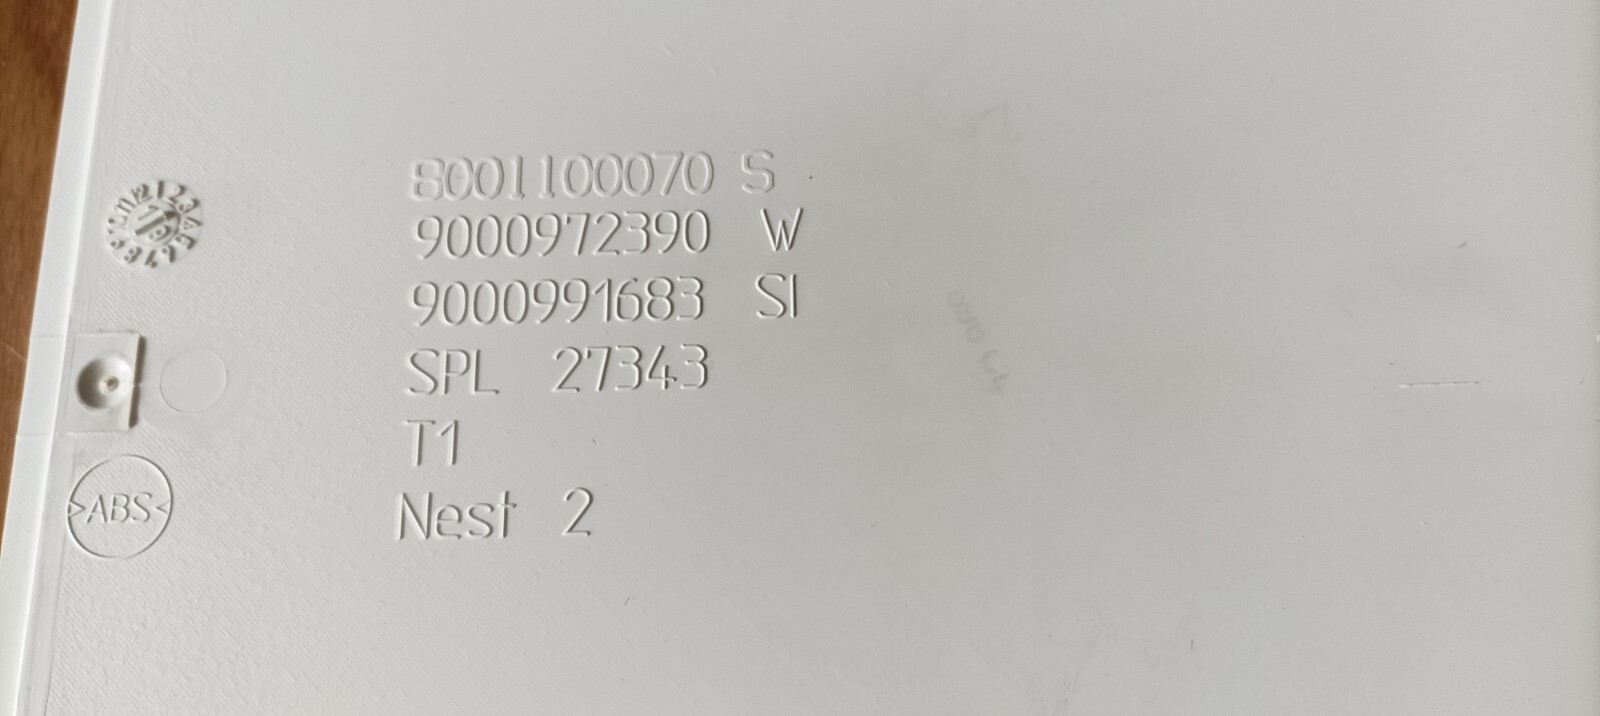 8001100070 S
9000972390 W
9000991683 SI
SPL 27343
T1
Nest 2
>ABS<